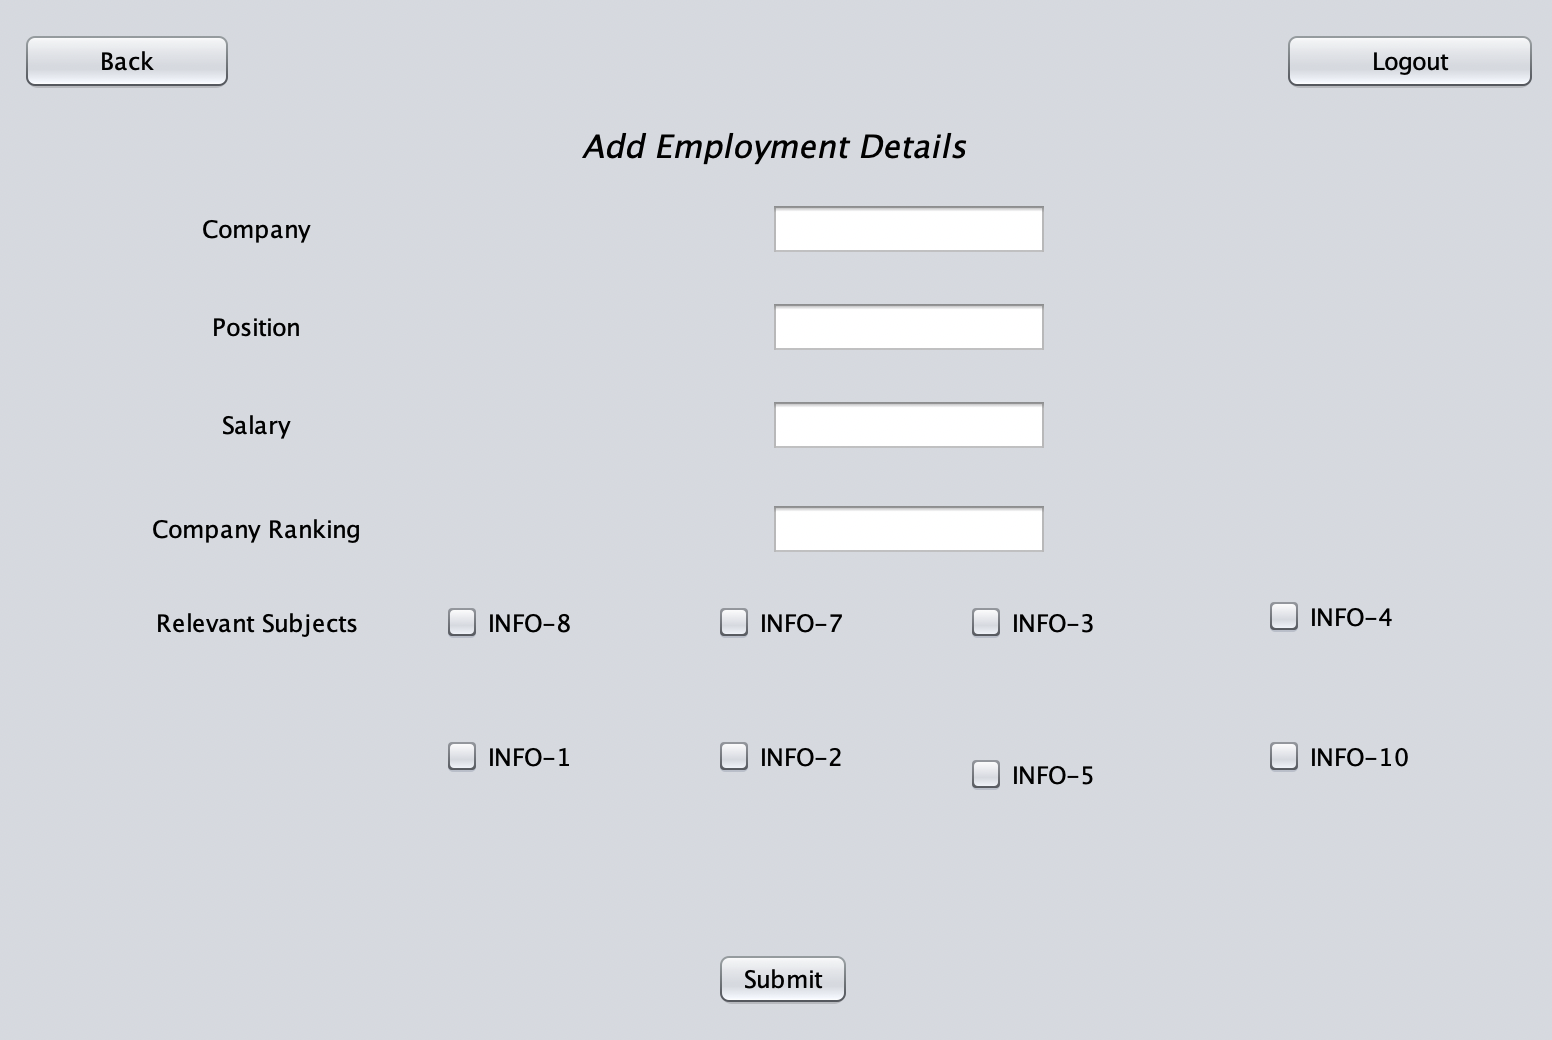 Back
Logout
Add Employment Details
Company
Position
Salary
Company Ranking
Relevant Subjects
INFO-8
INFO-7
INFO-3
INFO-4
INFO-1
INFO-2
INFO-5
INFO-10
Submit